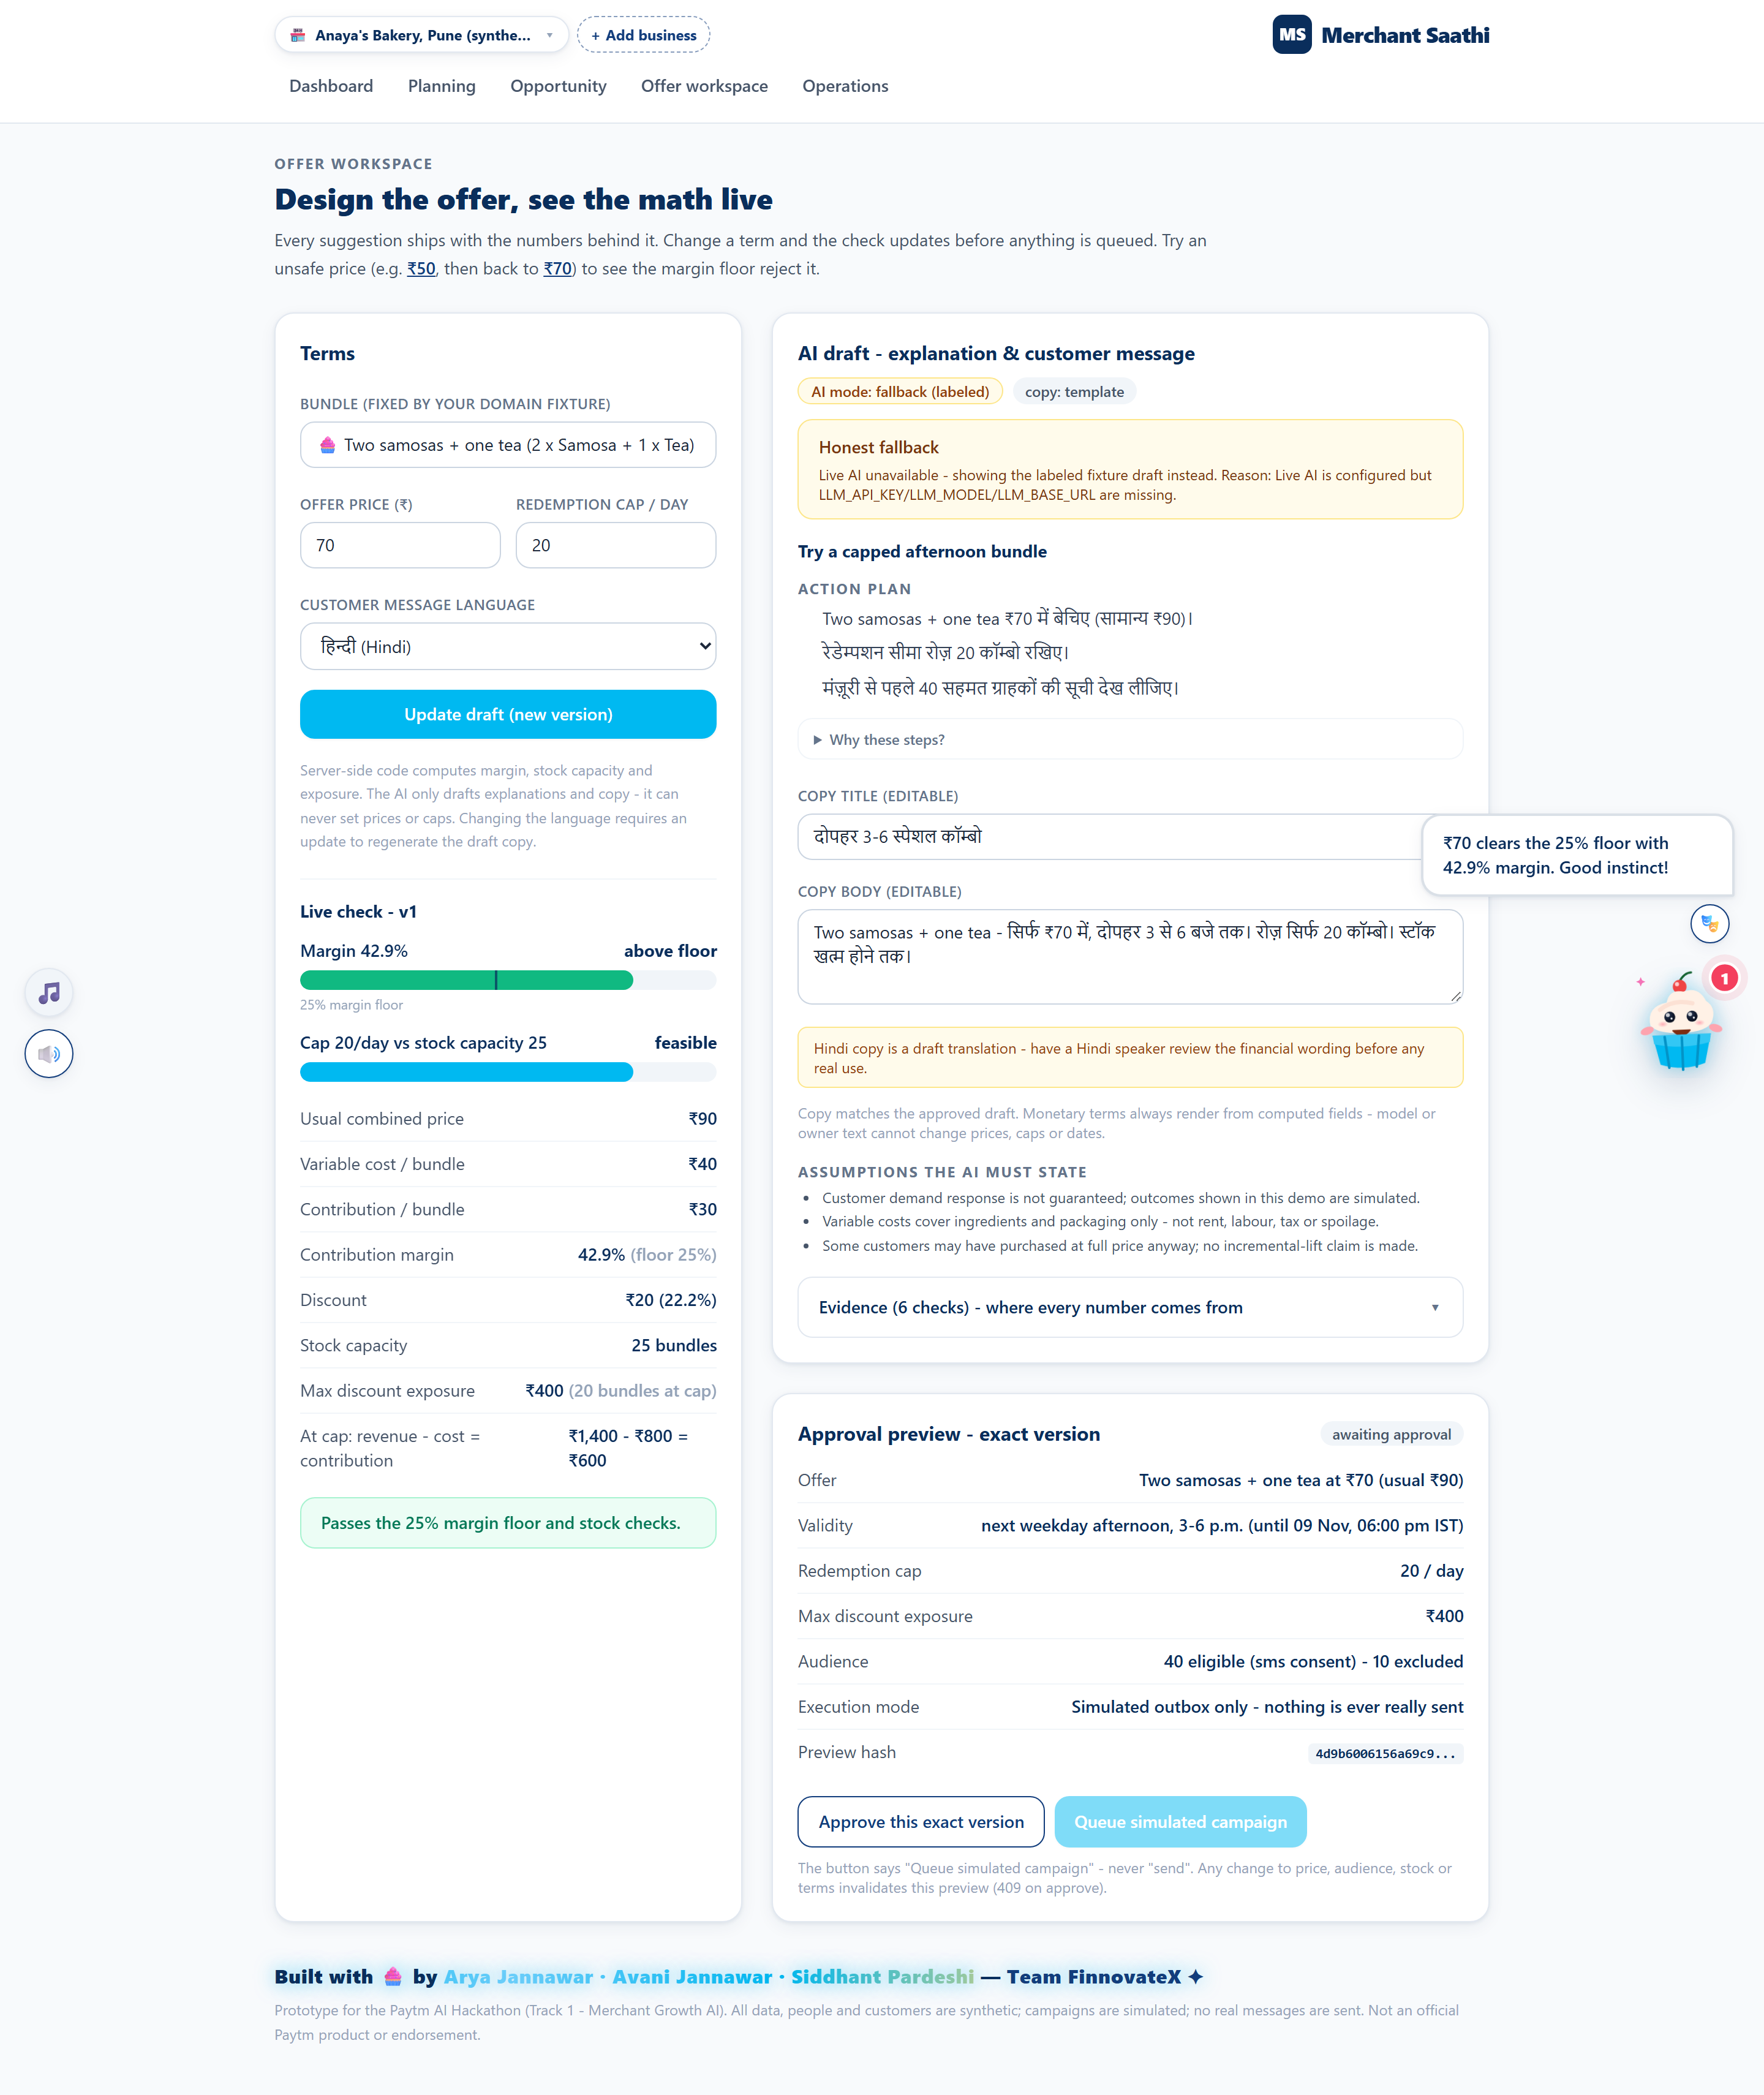 Anaya's Bakery, Pune (synthe...
+ Add business
MS Merchant Saathi
Dashboard Planning Opportunity Offer workspace Operations
OFFER WORKSPACE
Design the offer, see the math live
Every suggestion ships with the numbers behind it. Change a term and the check updates before anything is queued. Try an
unsafe price (e.g. ₹50, then back to ₹70) to see the margin floor reject it.
Terms
BUNDLE (FIXED BY YOUR DOMAIN FIXTURE)
Two samosas + one tea (2 x Samosa + 1 x Tea)
OFFER PRICE (₹) REDEMPTION CAP / DAY
70 20
CUSTOMER MESSAGE LANGUAGE
हिन्दी (Hindi)
Update draft (new version)
Server-side code computes margin, stock capacity and
exposure. The AI only drafts explanations and copy - it can
never set prices or caps. Changing the language requires an
update to regenerate the draft copy.
Live check - v1
Margin 42.9% above floor
25% margin floor
Cap 20/day vs stock capacity 25 feasible
Usual combined price ₹90
Variable cost / bundle ₹40
Contribution / bundle ₹30
Contribution margin 42.9% (floor 25%)
Discount ₹20 (22.2%)
Stock capacity 25 bundles
Max discount exposure ₹400 (20 bundles at cap)
At cap: revenue - cost = ₹1,400 - ₹800 =
contribution ₹600
Passes the 25% margin floor and stock checks.
AI draft - explanation & customer message
AI mode: fallback (labeled) copy: template
Honest fallback
Live AI unavailable - showing the labeled fixture draft instead. Reason: Live AI is configured but
LLM_API_KEY/LLM_MODEL/LLM_BASE_URL are missing.
Try a capped afternoon bundle
ACTION PLAN
Two samosas + one tea ₹70 में बेचिए (सामान्य ₹90)।
रेडेम्पशन सीमा रोज़ 20 कॉम्बो रखिए।
मंज़ूरी से पहले 40 सहमत ग्राहकों की सूची देख लीजिए।
Why these steps?
COPY TITLE (EDITABLE)
दोपहर 3-6 स्पेशल कॉम्बो
COPY BODY (EDITABLE)
Two samosas + one tea - सिर्फ ₹70 में, दोपहर 3 से 6 बजे तक। रोज़ सिर्फ 20 कॉम्बो। स्टॉक
खत्म होने तक।
Hindi copy is a draft translation - have a Hindi speaker review the financial wording before any
real use.
Copy matches the approved draft. Monetary terms always render from computed fields - model or
owner text cannot change prices, caps or dates.
ASSUMPTIONS THE AI MUST STATE
• Customer demand response is not guaranteed; outcomes shown in this demo are simulated.
• Variable costs cover ingredients and packaging only - not rent, labour, tax or spoilage.
• Some customers may have purchased at full price anyway; no incremental-lift claim is made.
Evidence (6 checks) - where every number comes from
₹70 clears the 25% floor with
42.9% margin. Good instinct!
1
Approval preview - exact version awaiting approval
Offer Two samosas + one tea at ₹70 (usual ₹90)
Validity next weekday afternoon, 3-6 p.m. (until 09 Nov, 06:00 pm IST)
Redemption cap 20 / day
Max discount exposure ₹400
Audience 40 eligible (sms consent) - 10 excluded
Execution mode Simulated outbox only - nothing is ever really sent
Preview hash 4d9b6006156a69c9...
Approve this exact version Queue simulated campaign
The button says "Queue simulated campaign" - never "send". Any change to price, audience, stock or
terms invalidates this preview (409 on approve).
Built with 🧁 by Arya Jannawar · Avani Jannawar · Siddhant Pardeshi — Team FinnovateX ✦
Prototype for the Paytm AI Hackathon (Track 1 - Merchant Growth AI). All data, people and customers are synthetic; campaigns are simulated; no real messages are sent. Not an official
Paytm product or endorsement.